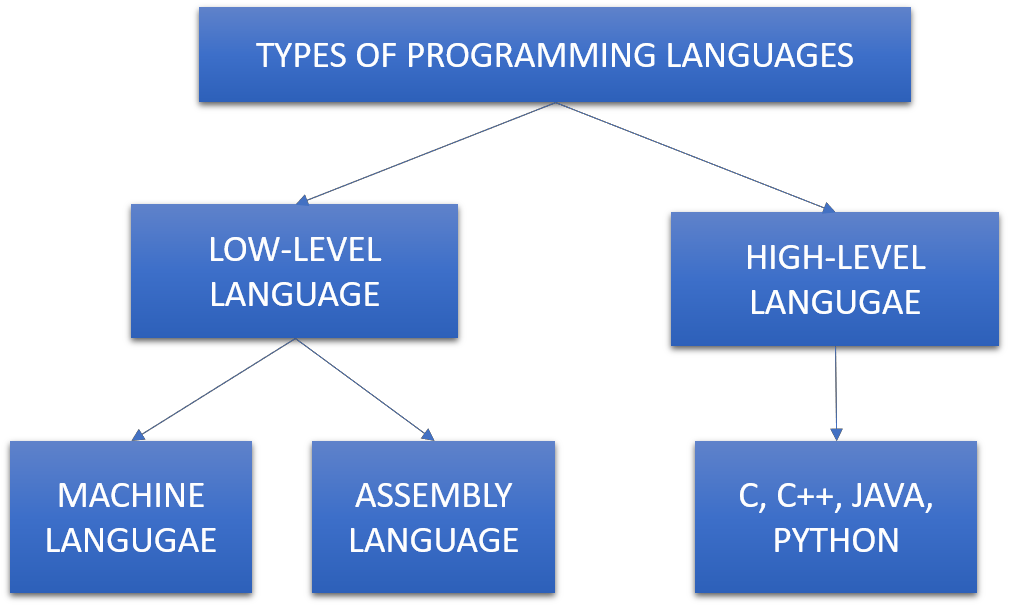 TYPES OF PROGRAMMING LANGUAGES
LOW-LEVEL
LANGUAGE
HIGH-LEVEL
LANGUGAE
MACHINE
LANGUGAE
ASSEMBLY
LANGUAGE
C, C++, JAVA,
PYTHON